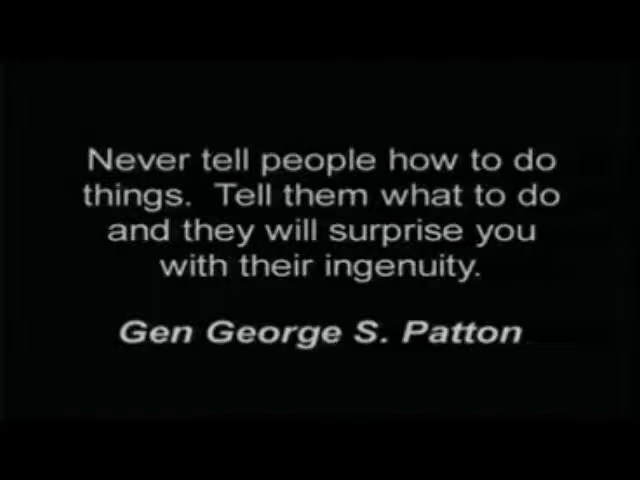 Never tell people how to do
things.  Tell them what to do
and they will surprise you
with their ingenuity.
Gen George S. Patton